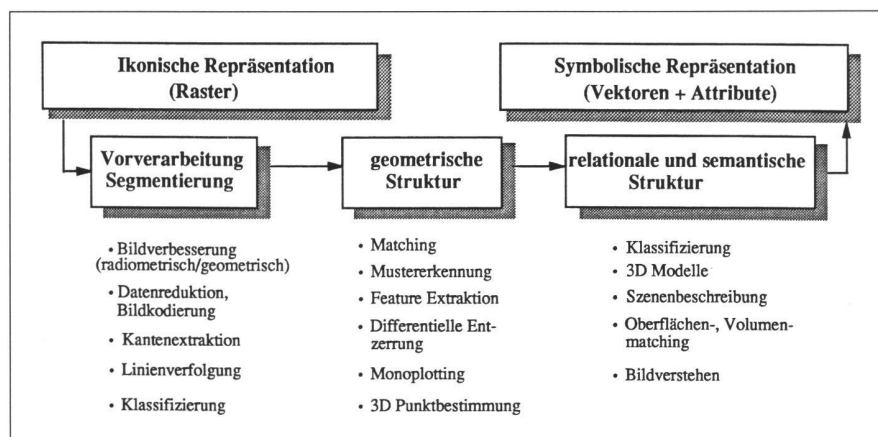 Ikonische Repräsentation
(Raster)
Symbolische Repräsentation
(Vektoren + Attribute)
Vorverarbeitung
Segmentierung
geometrische
Struktur
relationale und semantische
Struktur
• Bildverbesserung
(radiometrisch/geometrisch)
• Datenreduktion,
Bildkodierung
• Kantenextraktion
• Linienverfolgung
• Klassifizierung
• Matching
• Mustererkennung
• Feature Extraktion
• Differentielle Ent-
zerrung
• Monoplotting
• 3D Punktbestimmung
• Klassifizierung
• 3D Modelle
• Szenenbeschreibung
• Oberflächen-, Volumen-
matching
• Bildverstehen